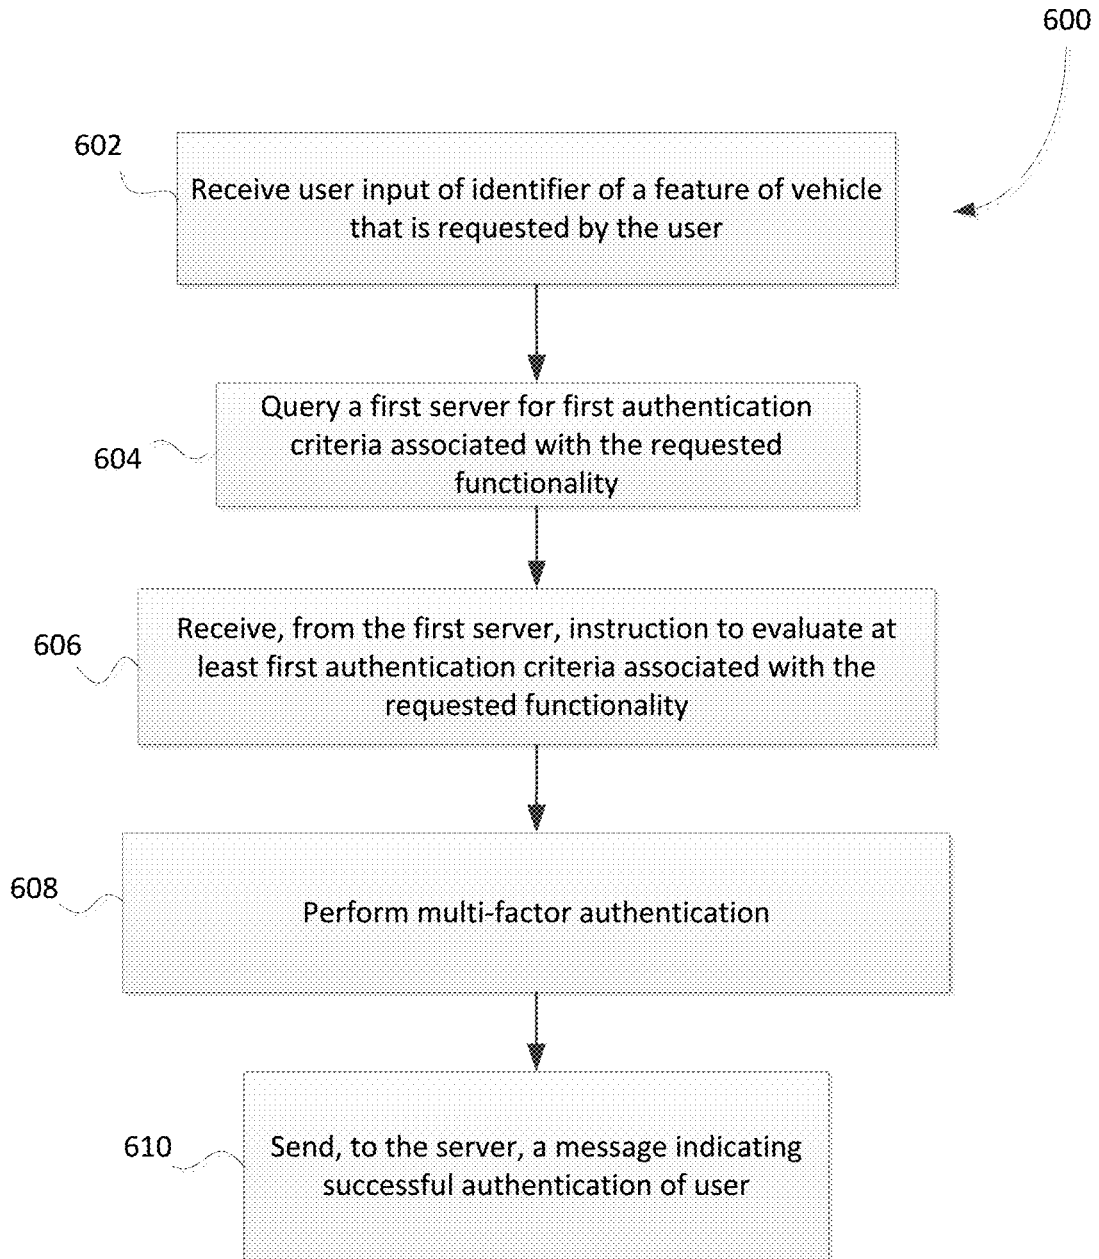 600
602
Receive user input of identifier of a feature of vehicle
that is requested by the user
604
Query a first server for first authentication
criteria associated with the requested
functionality
606
Receive, from the first server, instruction to evaluate at
least first authentication criteria associated with the
requested functionality
608
Perform multi-factor authentication
610
Send, to the server, a message indicating
successful authentication of user